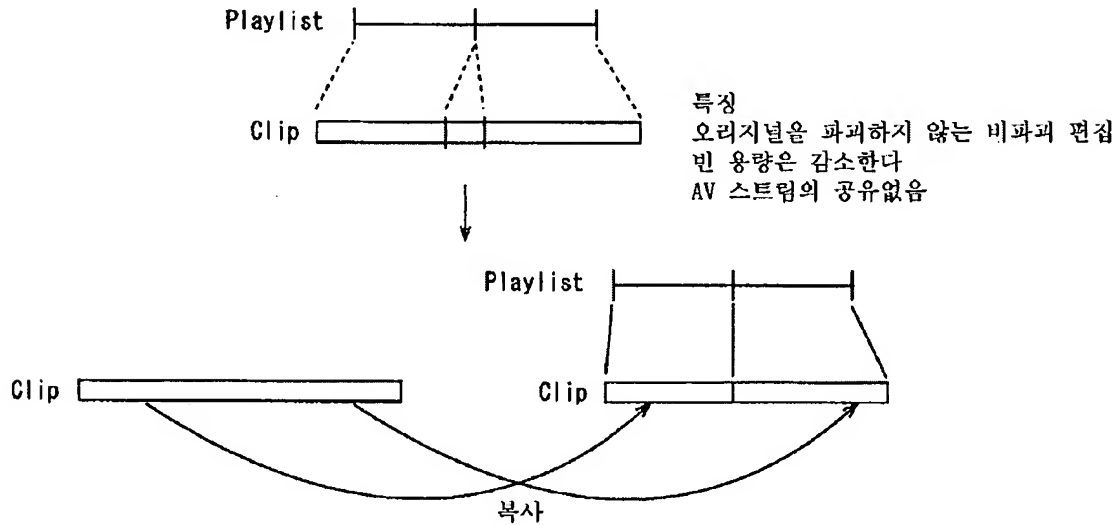 Playlist
Clip
특징
오리지널을 파괴하지 않는 비파괴 편집
빈 용량은 감소한다
AV 스트림의 공유없음
Playlist
Clip
Clip
복사